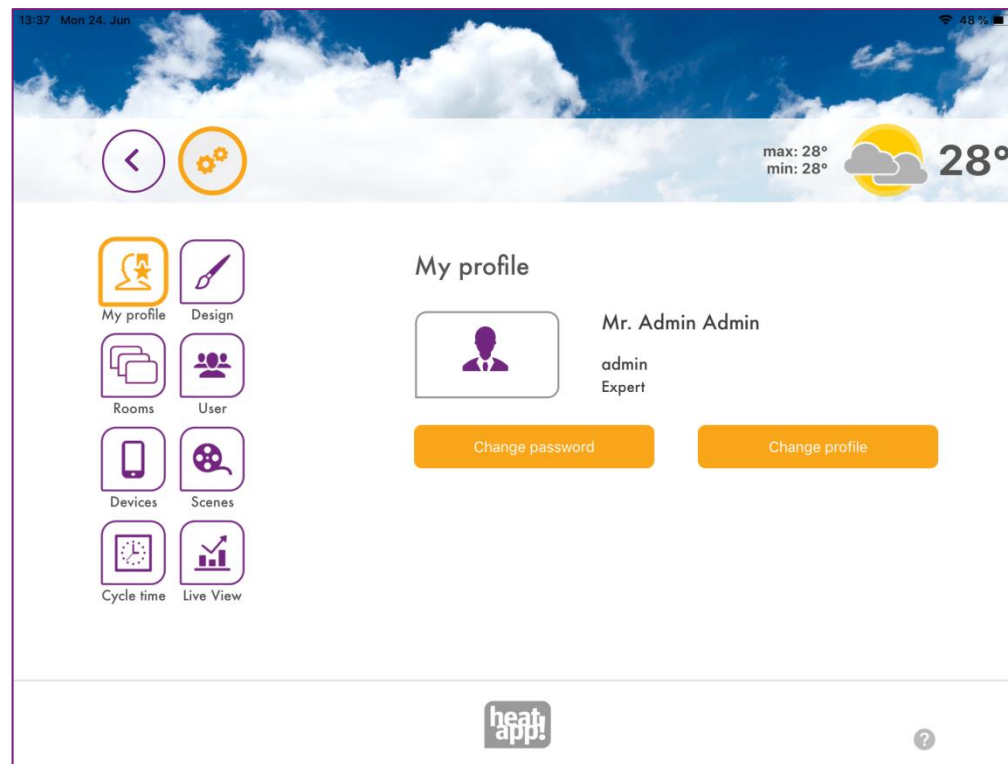 13:37 Mon 24. Jun
48 %
max: 28°
min: 28°
28°
My profile
Design
Rooms
User
Devices
Scenes
Cycle time
Live View
My profile
Mr. Admin Admin
admin
Expert
Change password
Change profile
heat
app!
?